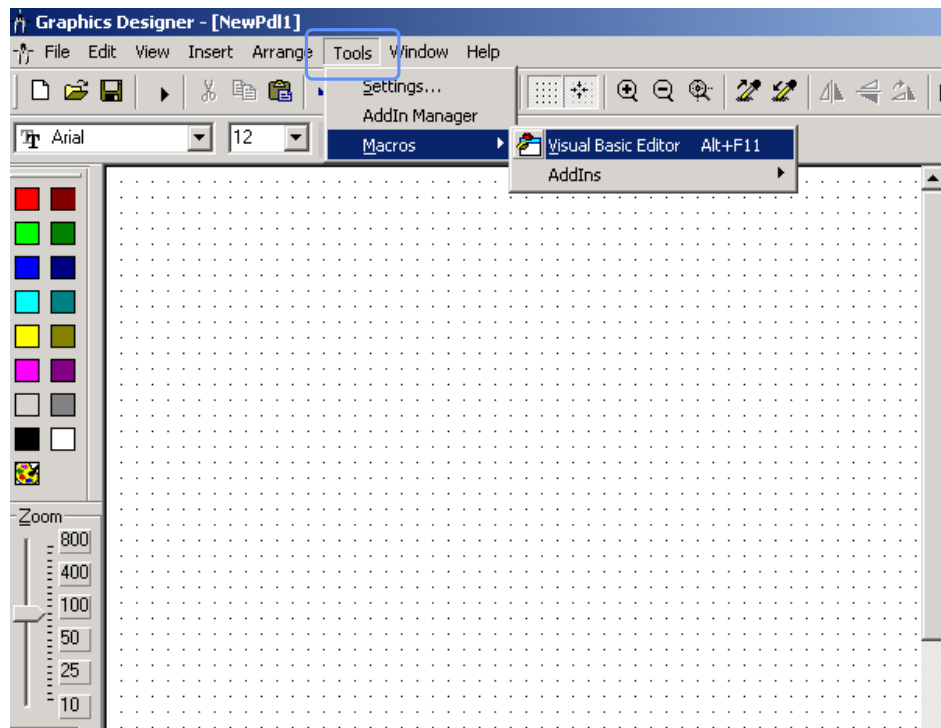 Graphics Designer - [NewPdl1]
File Edit View Insert Arrange Tools Window Help
Settings...
AddIn Manager
Arial 12 Macros Visual Basic Editor Alt+F11
AddIns
Zoom
800
400
100
50
25
10